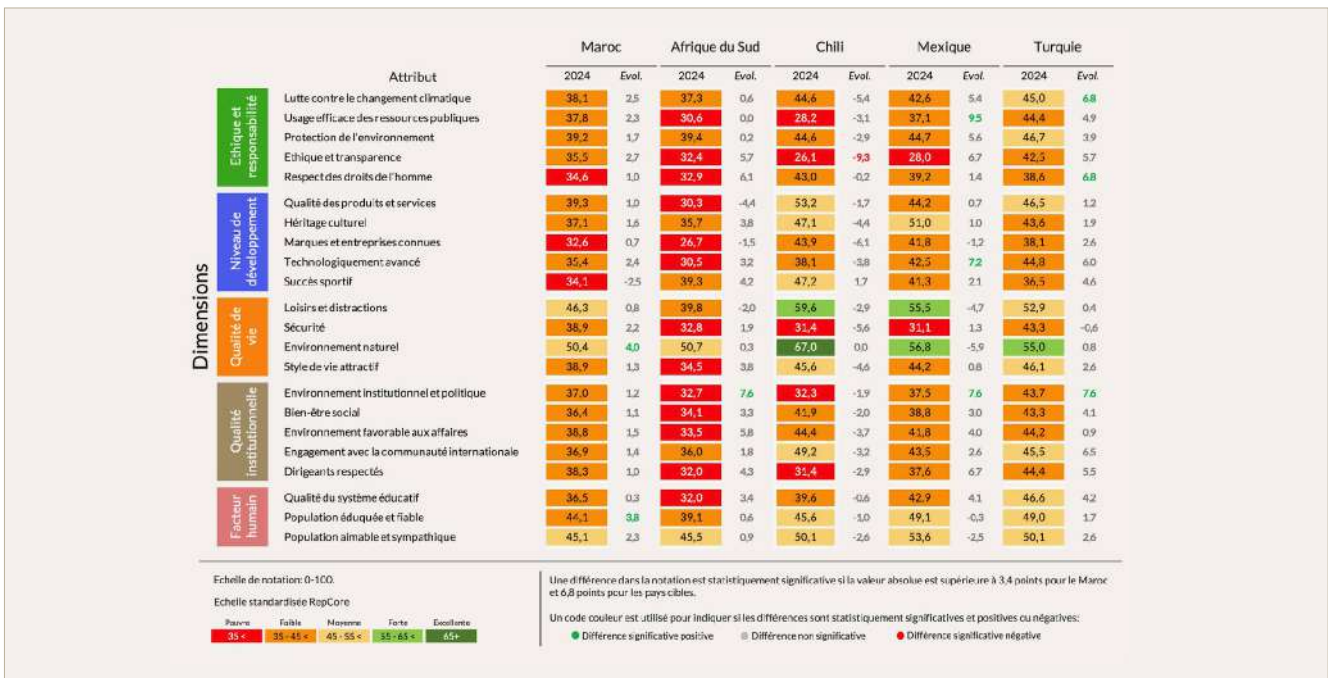 Maroc Afrique du Sud Chili Mexique Turquie
Attribut 2024 Evol. 2024 Evol. 2024 Evol. 2024 Evol. 2024 Evol.
Dimensions
Ethique et responsabilité
Lutte contre le changement climatique 38,1 2,5 37,3 0,6 44,6 -5,4 42,6 5,4 45,0 6,8
Usage efficace des ressources publiques 37,8 2,3 30,6 0,0 28,2 -3,1 37,1 9,5 44,4 4,9
Protection de l'environnement 39,2 1,7 39,4 0,2 44,6 -2,9 44,7 5,6 46,7 3,9
Ethique et transparence 35,5 2,7 32,4 5,7 26,1 -9,3 28,0 6,7 42,5 5,7
Respect des droits de l'homme 34,6 1,0 32,9 6,1 43,0 -0,2 39,2 1,4 38,6 6,8
Niveau de développement
Qualité des produits et services 39,3 1,0 30,3 -4,4 53,2 -1,7 44,2 0,7 46,5 1,2
Héritage culturel 37,1 1,6 35,7 3,8 47,1 -4,4 51,0 1,0 43,6 1,9
Marques et entreprises connues 32,6 0,7 26,7 -1,5 43,9 -6,1 41,8 -1,2 38,1 2,6
Technologiquement avancé 35,4 2,4 30,5 3,2 38,1 -3,8 42,5 7,2 44,8 6,0
Succès sportif 34,1 -2,5 39,3 4,2 47,2 1,7 41,3 2,1 36,5 4,6
Qualité de vie
Loisirs et distractions 46,3 0,8 39,8 -2,0 59,6 -2,9 55,5 -4,7 52,9 0,4
Sécurité 38,9 2,2 32,8 1,9 31,4 -5,6 31,1 1,3 43,3 -0,6
Environnement naturel 50,4 4,0 50,7 0,3 67,0 0,0 56,8 -5,9 55,0 0,8
Style de vie attractif 38,9 1,3 34,5 3,8 45,6 -4,6 44,2 0,8 46,1 2,6
Qualité institutionnelle
Environnement institutionnel et politique 37,0 1,2 32,7 7,6 32,3 -1,9 37,5 7,6 43,7 7,6
Bien-être social 36,4 1,1 34,1 3,3 41,9 -2,0 38,8 3,0 43,3 4,1
Environnement favorable aux affaires 38,8 1,5 33,5 5,8 44,4 -3,7 41,8 4,0 44,2 0,9
Engagement avec la communauté internationale 36,9 1,4 36,0 1,8 49,2 -3,2 43,5 2,6 45,5 6,5
Dirigeants respectés 38,3 1,0 32,0 4,3 31,4 -2,9 37,6 6,7 44,4 5,5
Facteur humain
Qualité du système éducatif 36,5 0,3 32,0 3,4 39,6 -0,6 42,9 4,1 46,6 4,2
Population éduquée et fiable 44,1 3,8 39,1 0,6 45,6 -1,0 49,1 -0,3 49,0 1,7
Population aimable et sympathique 45,1 2,3 45,5 0,9 50,1 -2,6 53,6 -2,5 50,1 2,6
Echelle de notation: 0-100.
Echelle standardisée RepCore
Pauvre Faible Moyenne Forte Excellente
35 < 35 - 45 < 45 - 55 < 55 - 65 < 65+
Une différence dans la notation est statistiquement significative si la valeur absolue est supérieure à 3,4 points pour le Maroc
et 6,8 points pour les pays cibles.
Un code couleur est utilisé pour indiquer si les différences sont statistiquement significatives et positives ou négatives:
Différence significative positive Différence non significative Différence significative négative